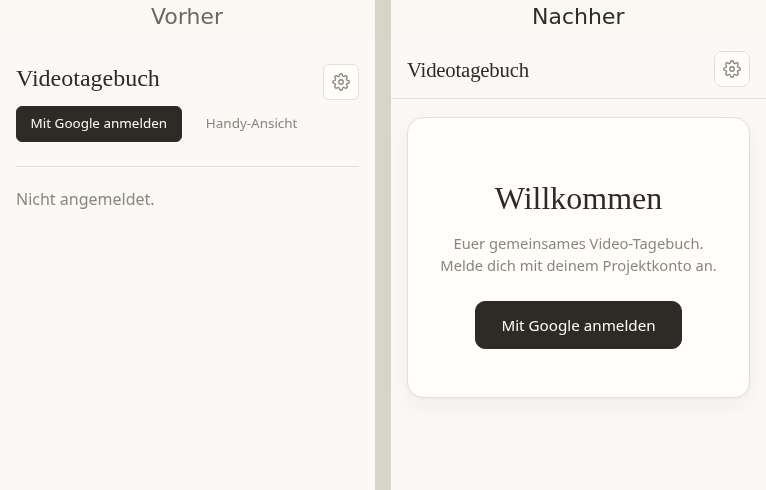 Vorher
Videotagebuch
Mit Google anmelden
Handy-Ansicht
Nicht angemeldet.
Nachher
Videotagebuch
Willkommen
Euer gemeinsames Video-Tagebuch.
Melde dich mit deinem Projektkonto an.
Mit Google anmelden